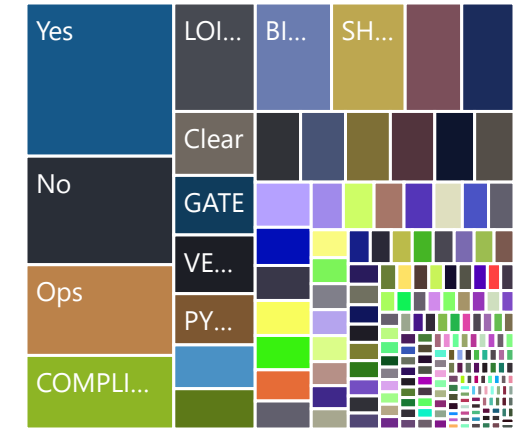 Yes
LOI...
BI...
SH...
Clear
No
GATE
VE...
Ops
PY...
COMPLI...